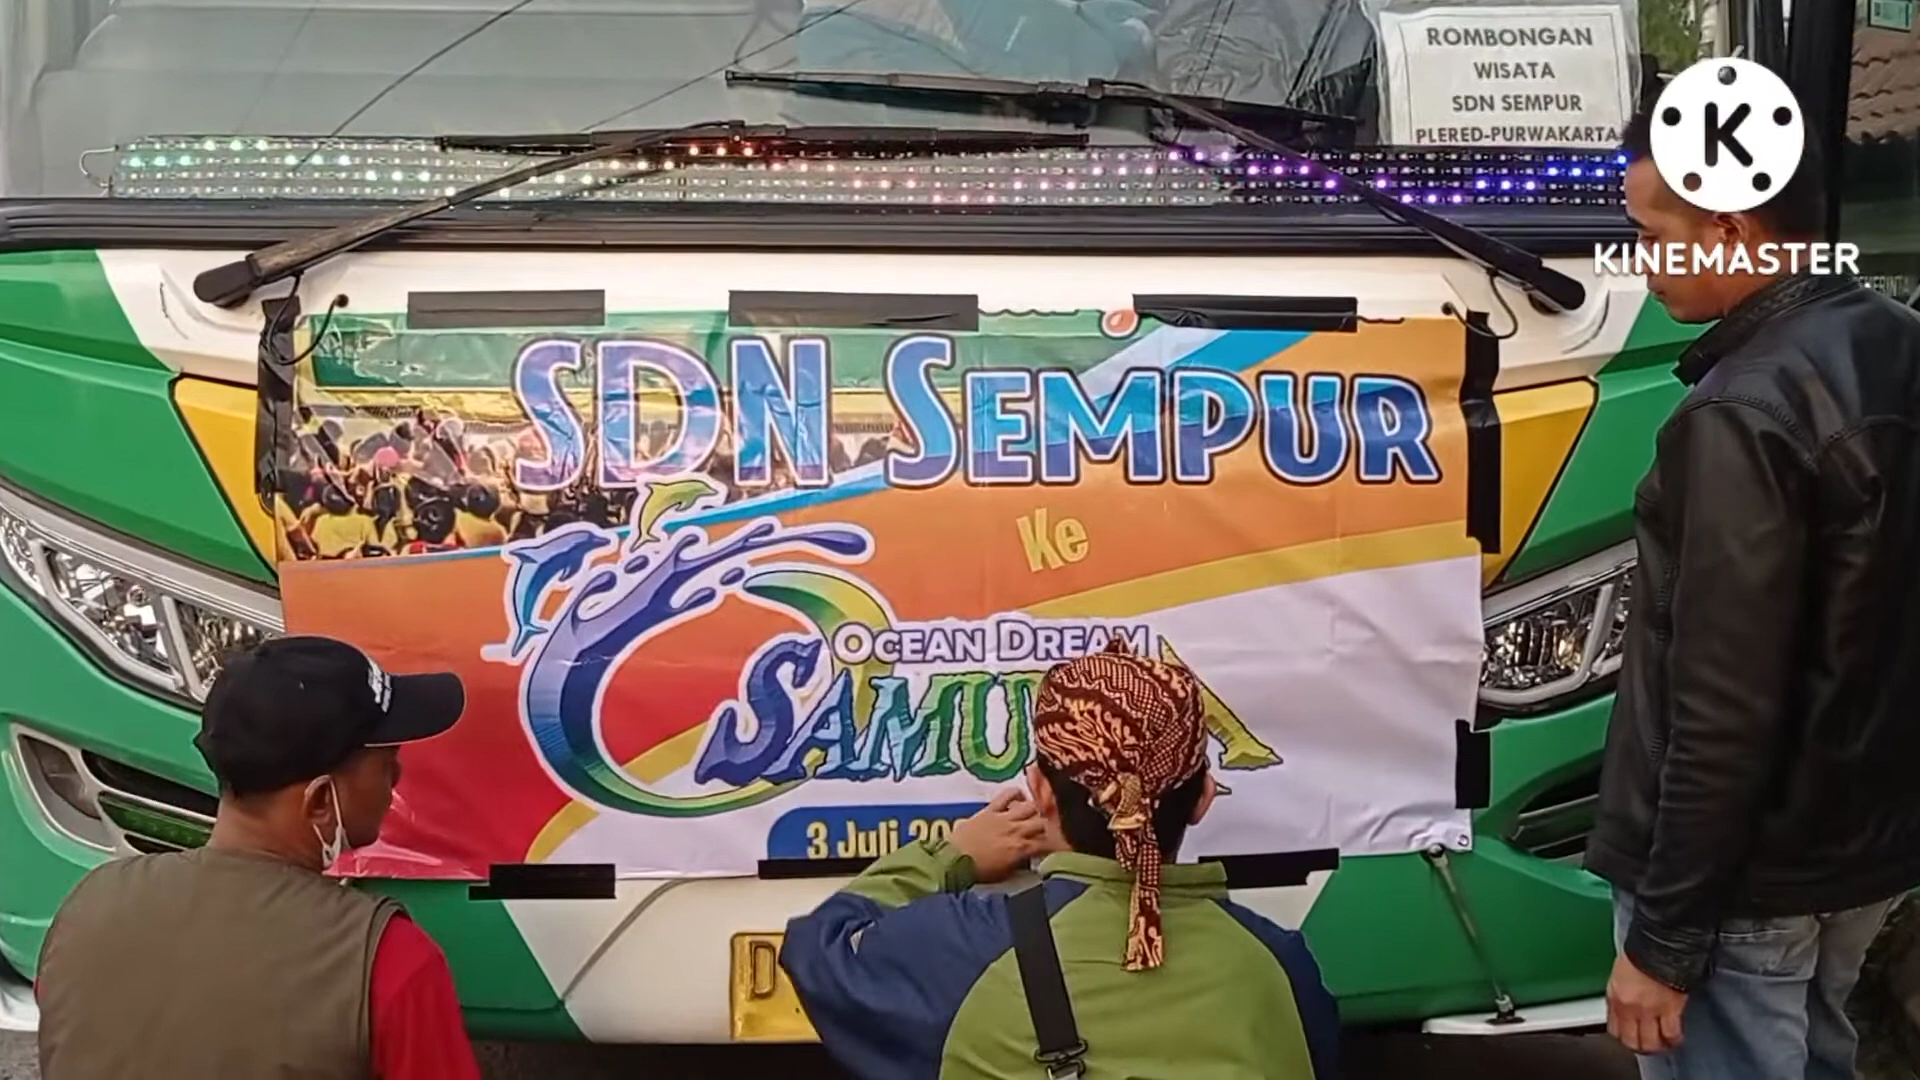 ROMBONGAN
WISATA
SDN SEMPUR
PLERED-PURWAKARTA
K
KINEMASTER
SDN SEMPUR
Ke
OCEAN DREAM
3 Juli
D